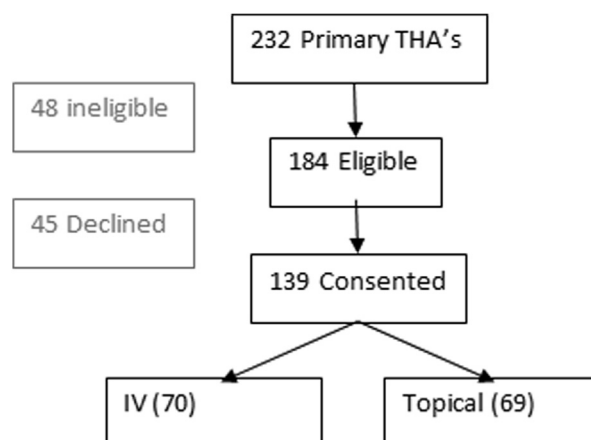 232 Primary THA's
48 ineligible
184 Eligible
45 Declined
139 Consented
IV (70)
Topical (69)